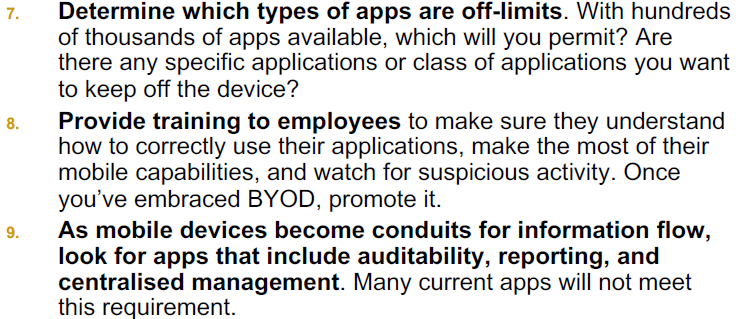 7. Determine which types of apps are off-limits. With hundreds
of thousands of apps available, which will you permit? Are
there any specific applications or class of applications you want
to keep off the device?
8. Provide training to employees to make sure they understand
how to correctly use their applications, make the most of their
mobile capabilities, and watch for suspicious activity. Once
you’ve embraced BYOD, promote it.
9. As mobile devices become conduits for information flow,
look for apps that include auditability, reporting, and
centralised management. Many current apps will not meet
this requirement.